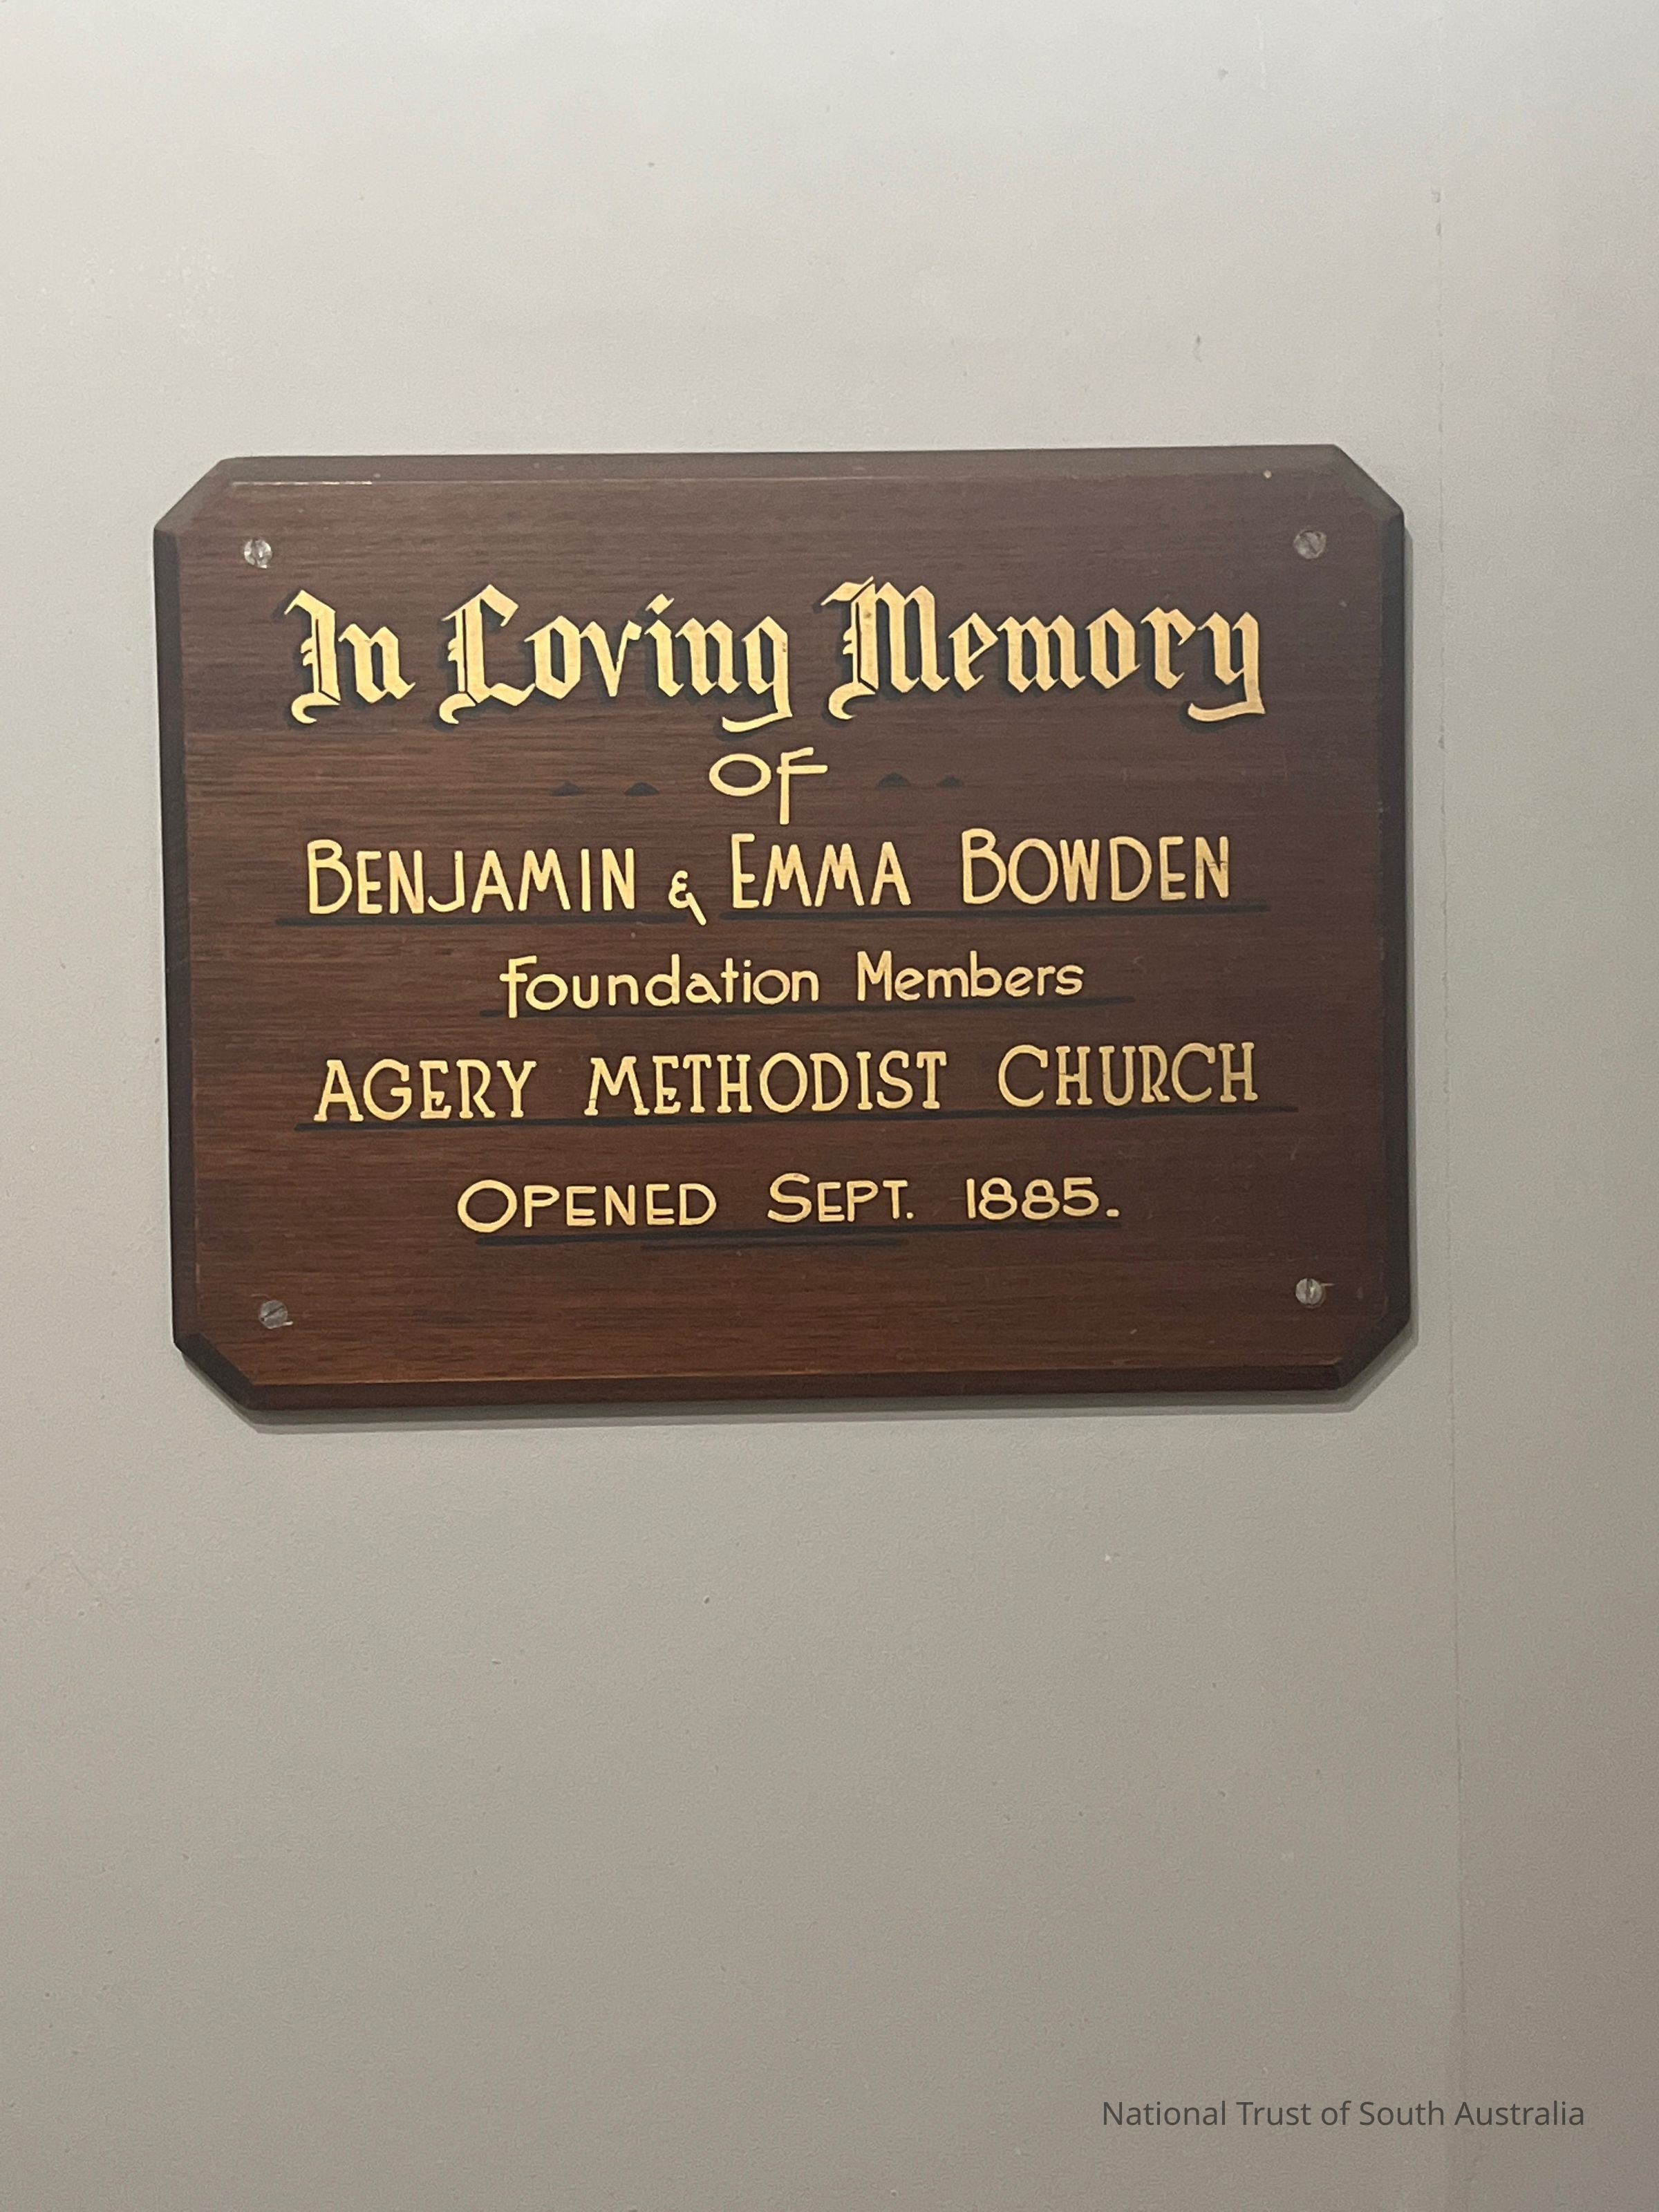 In Loving Memory
OF
BENJAMIN & EMMA BOWDEN
Foundation Members
AGERY METHODIST CHURCH
OPENED SEPT. 1885.
National Trust of South Australia